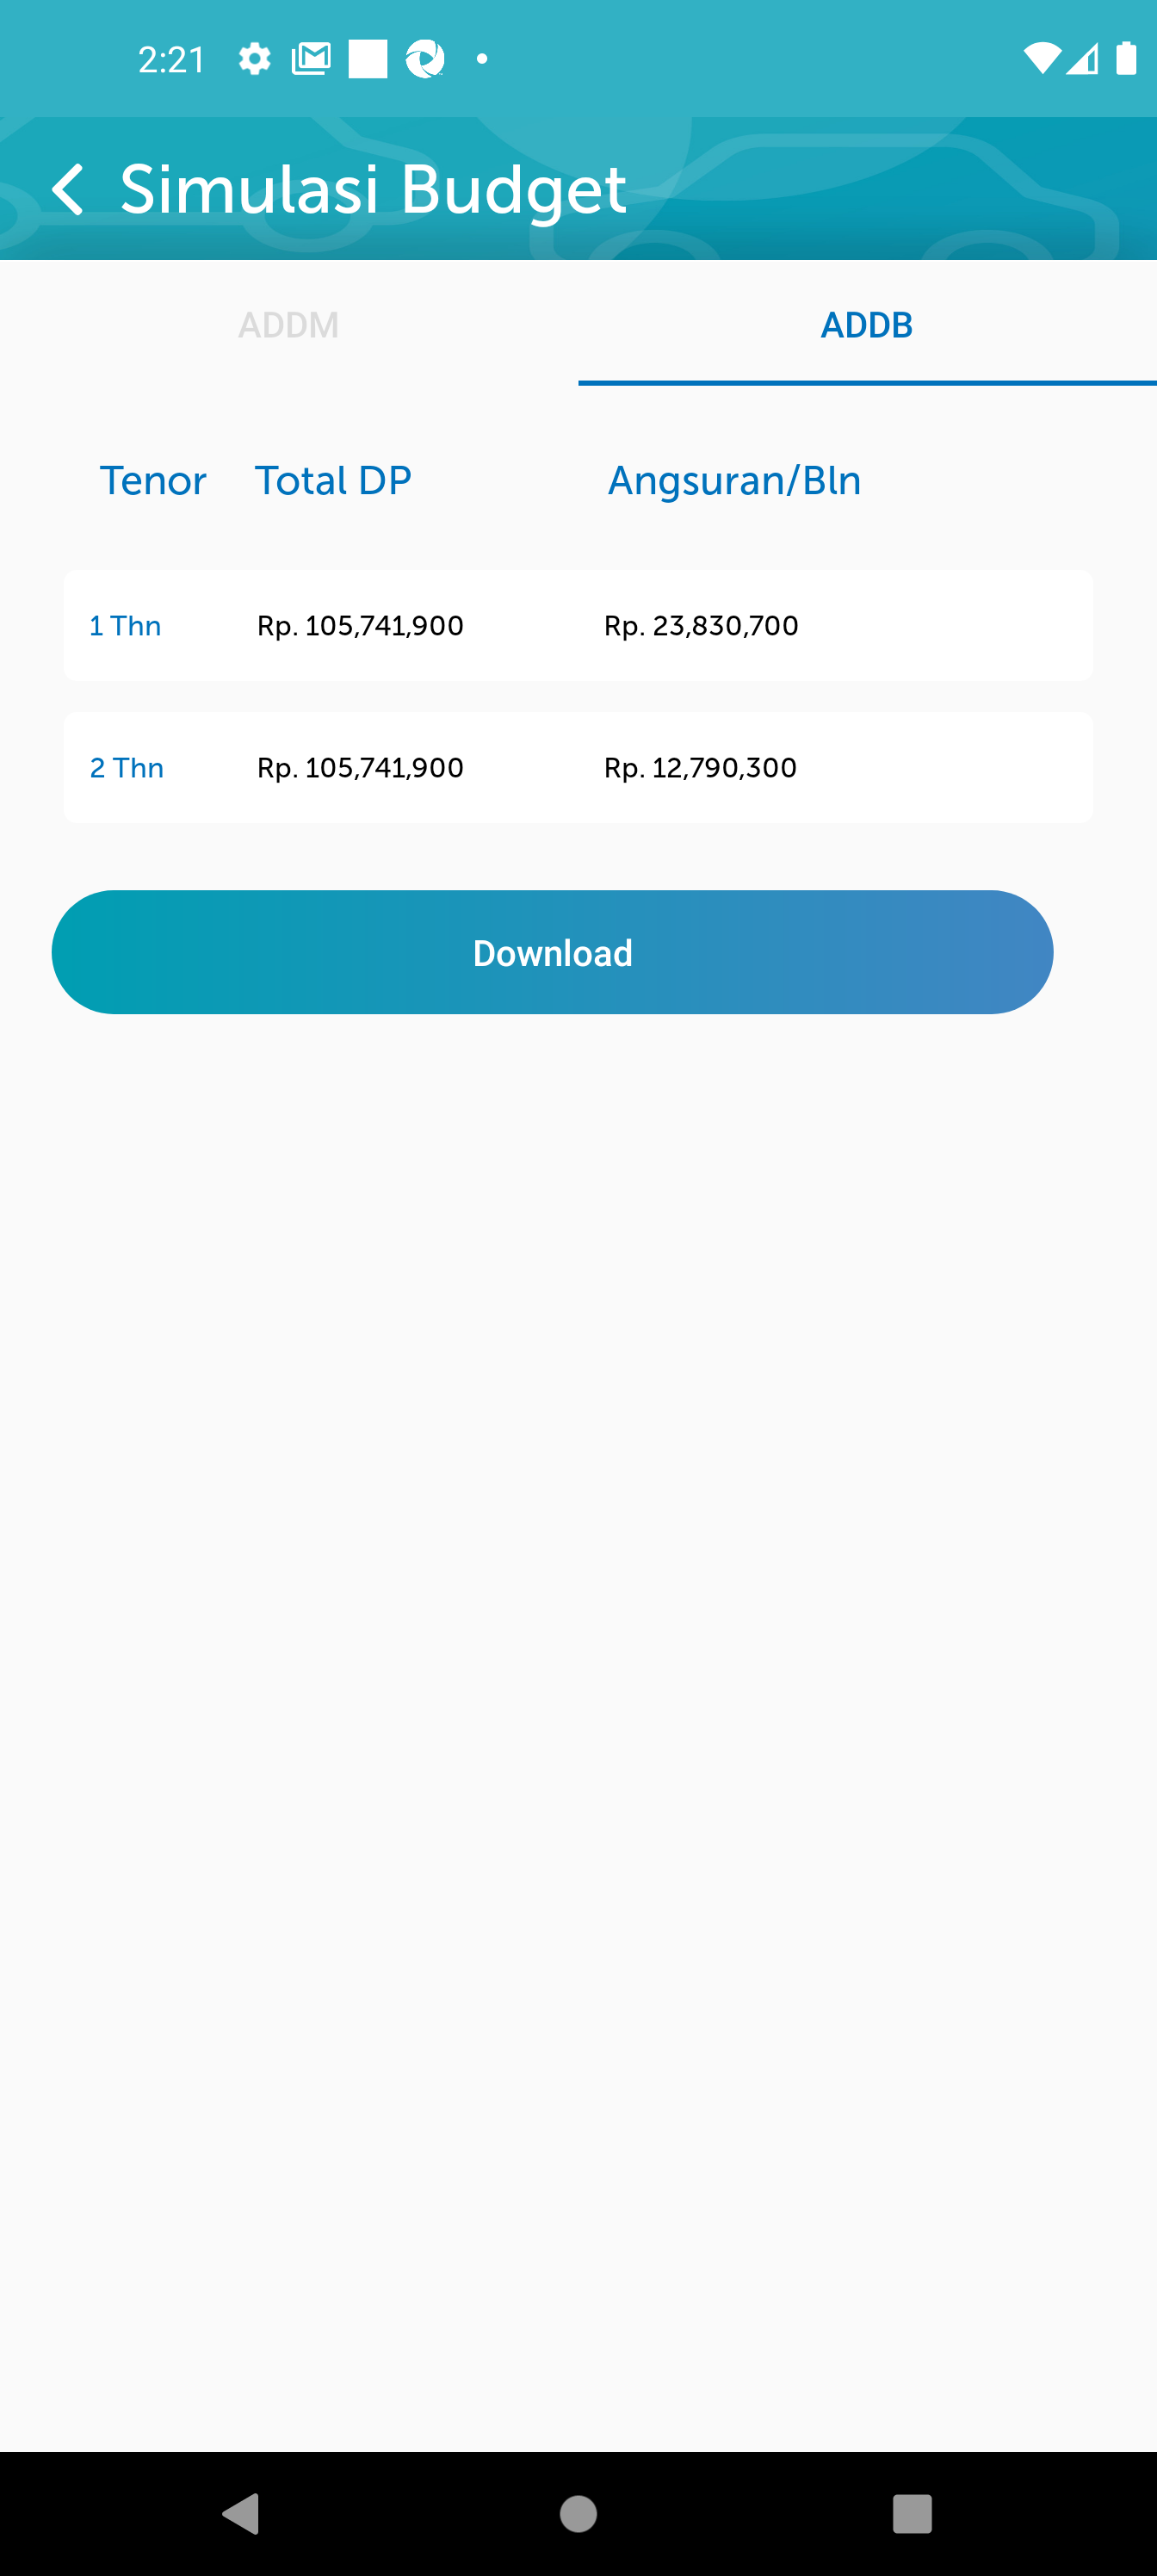 2:21
Simulasi Budget
ADDM ADDB
Tenor Total DP Angsuran/Bln
1 Thn Rp. 105,741,900 Rp. 23,830,700
2 Thn Rp. 105,741,900 Rp. 12,790,300
Download